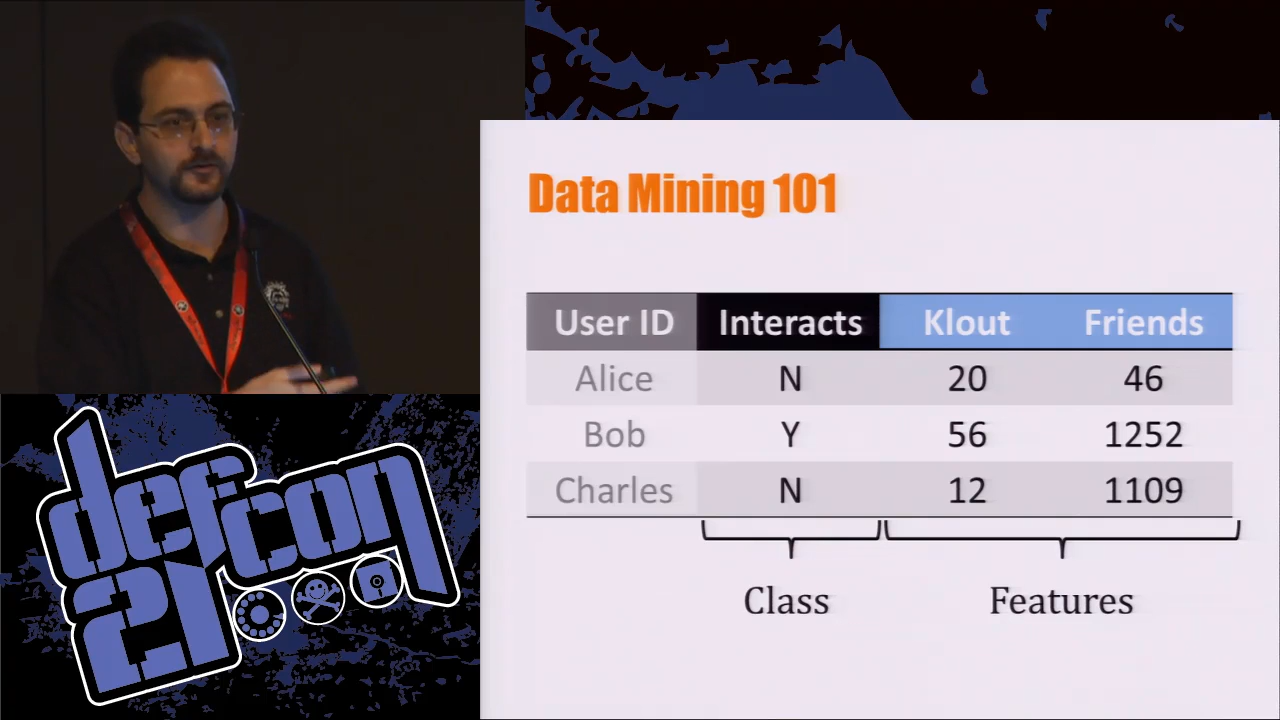 Data Mining 101
User ID Interacts Klout Friends
Alice N 20 46
Bob Y 56 1252
Charles N 12 1109
Class Features
defcon
21